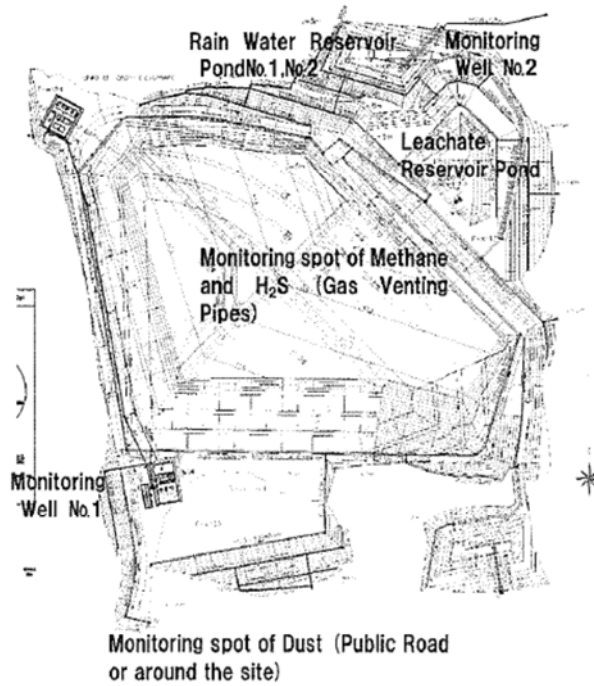 Rain Water Reservoir
PondNo.1,No.2
Monitoring
Well No.2
Leachate
Reservoir Pond
Monitoring spot of Methane
and H₂S (Gas Venting
Pipes)
Monitoring
Well No.1
Monitoring spot of Dust (Public Road
or around the site)